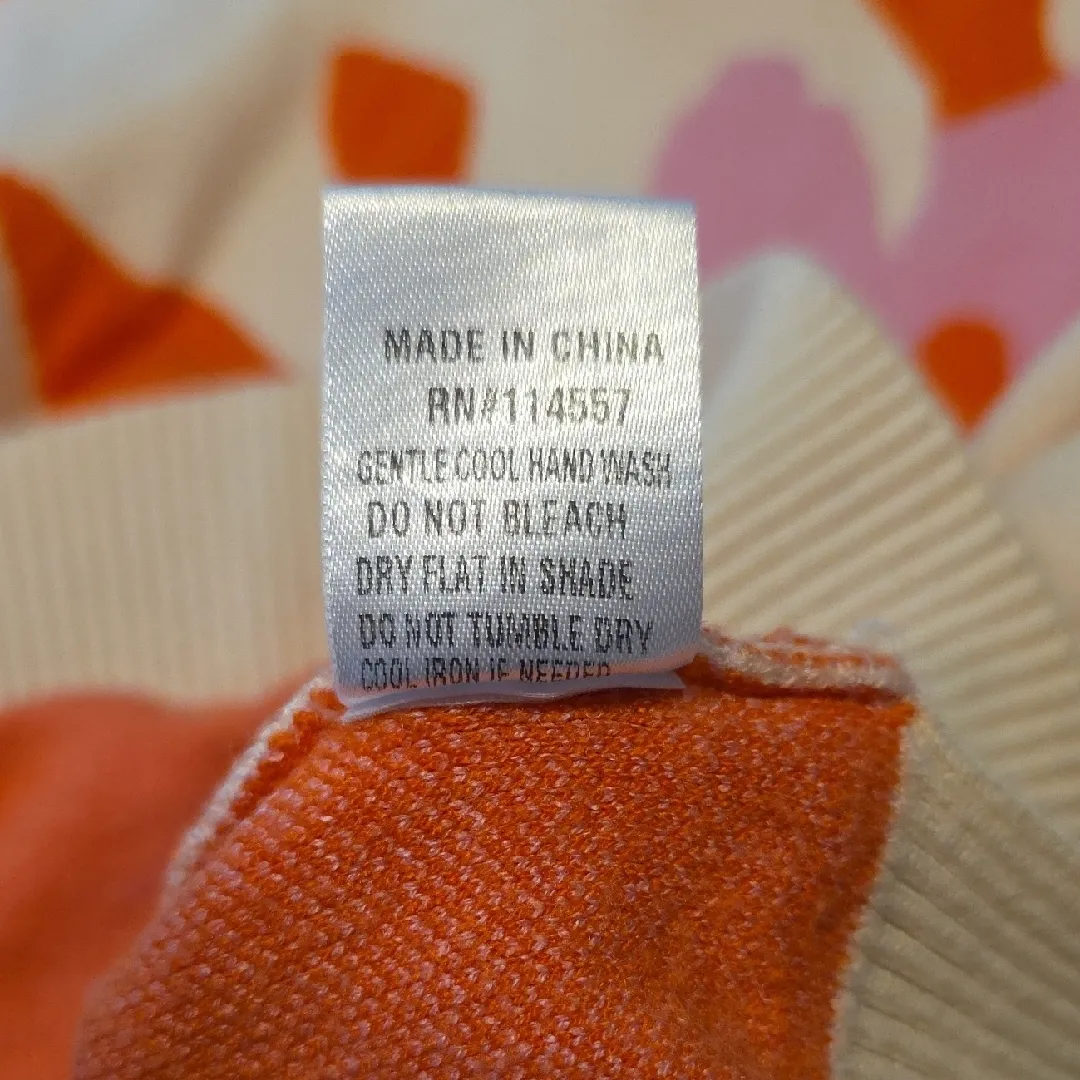 MADE IN CHINA
RN#114557
GENTLE COOL HAND WASH
DO NOT BLEACH
DRY FLAT IN SHADE
DO NOT TUMBLE DRY
COOL IRON IF NEEDED